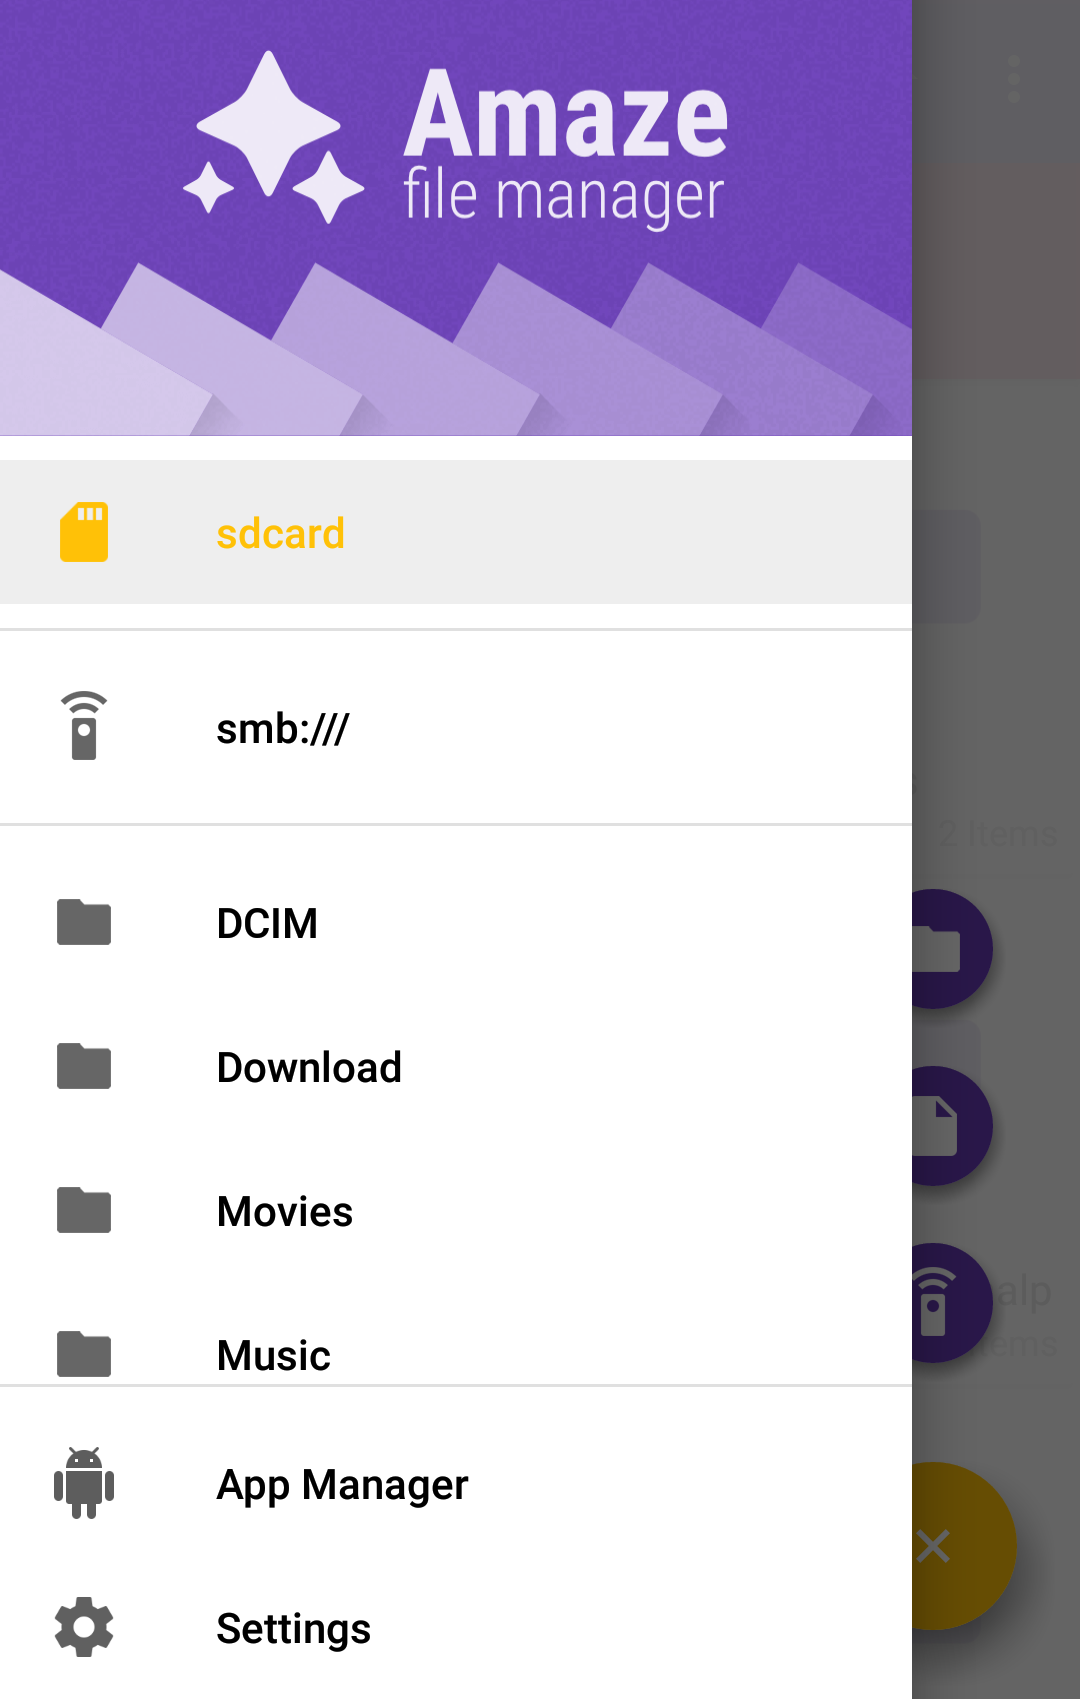 Amaze
file manager
sdcard
smb:///
2 Items
DCIM
Download
Movies
alp
ems
Music
App Manager
Settings